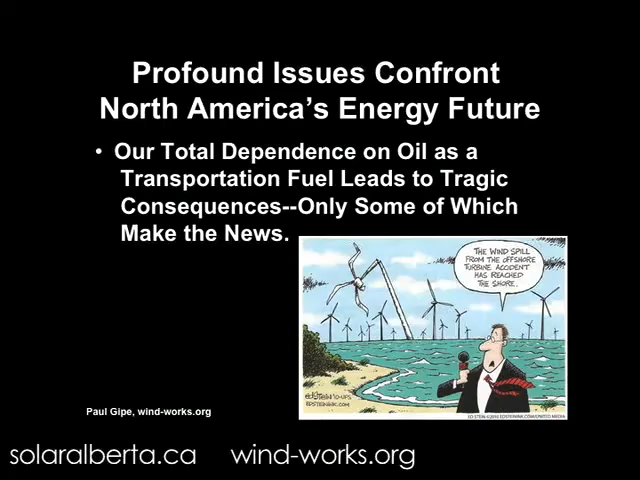 Profound Issues Confront
North America's Energy Future
• Our Total Dependence on Oil as a
Transportation Fuel Leads to Tragic
Consequences--Only Some of Which
Make the News.
THE WIND SPILL
FROM THE OFFSHORE
TURBINE ACCIDENT
HAS REACHED
THE SHORE.
EDSTEINK.COM
Paul Gipe, wind-works.org
solaralberta.ca wind-works.org